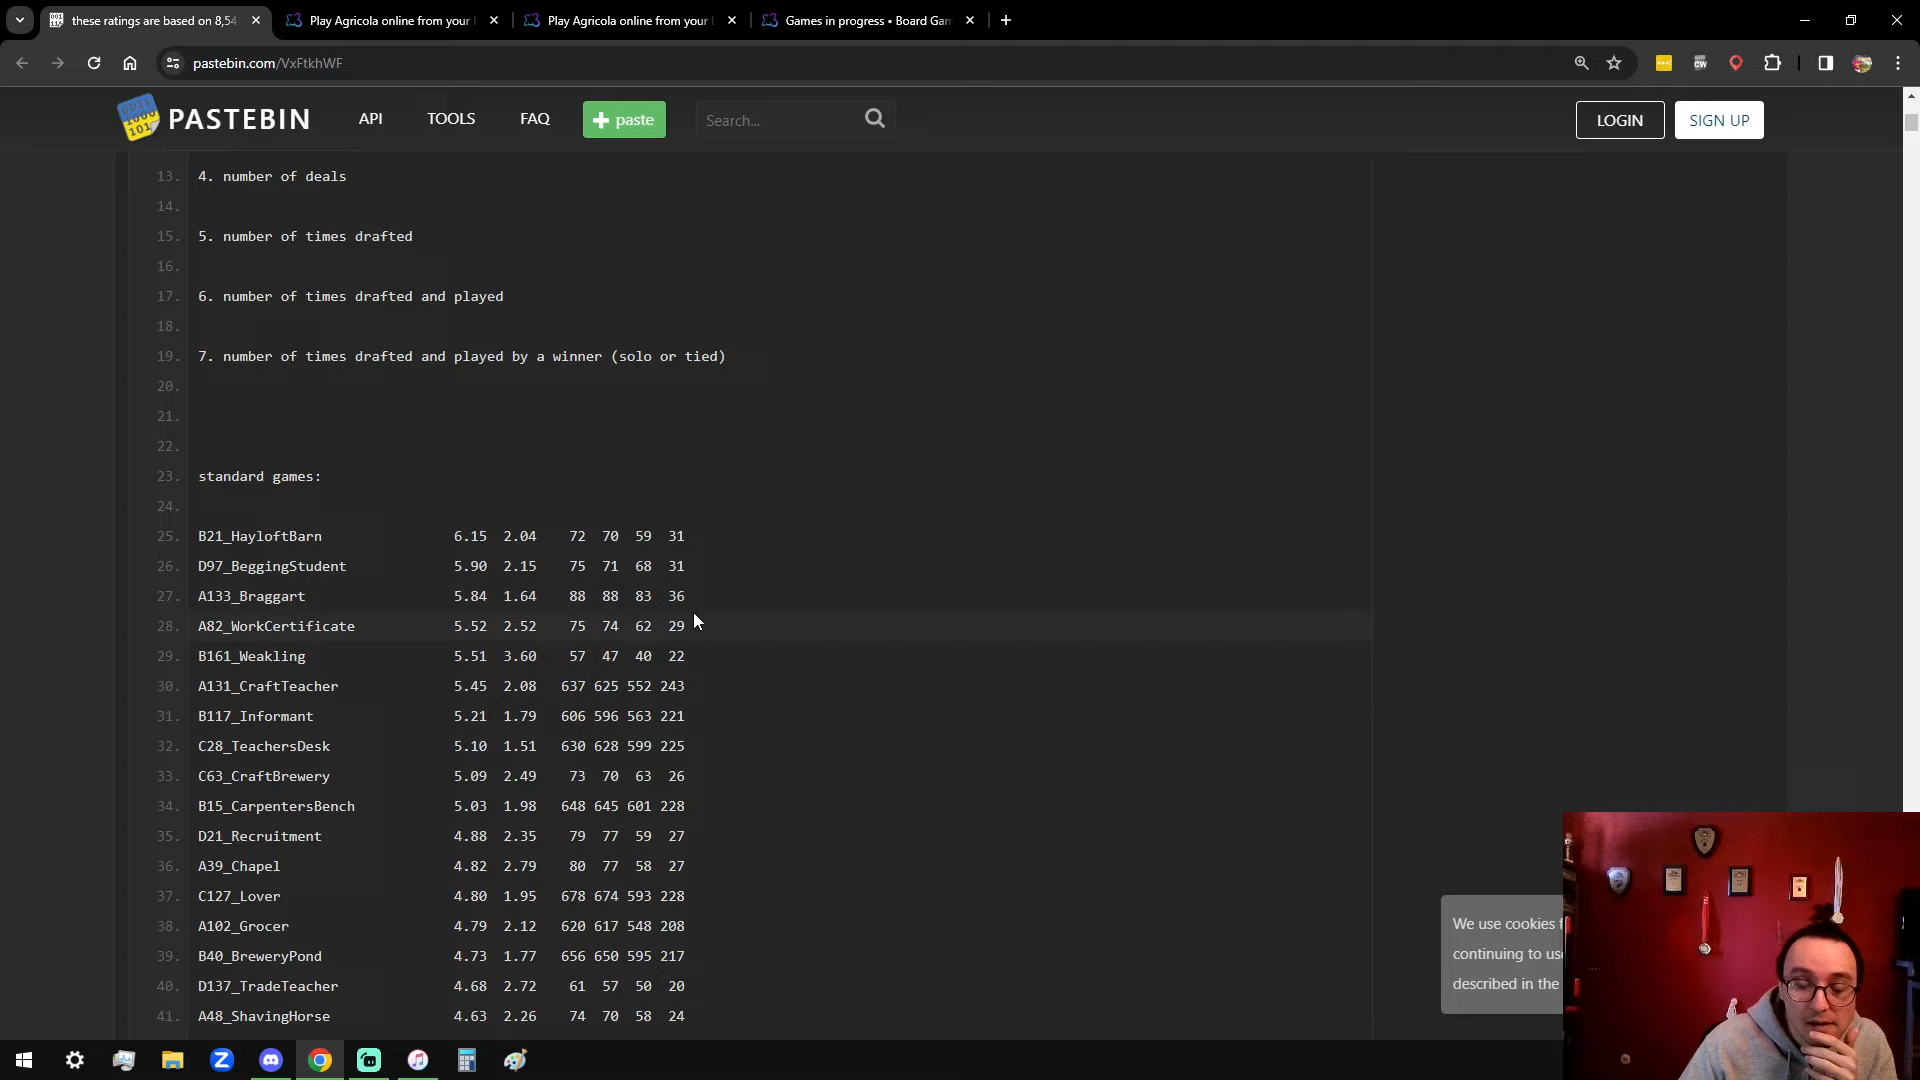 these ratings are based on 8,54
Play Agricola online from your
Play Agricola online from your
Games in progress • Board Gam
pastebin.com/VxFtkhWF
PASTEBIN
API
TOOLS
FAQ
paste
Search...
LOGIN
SIGN UP
13. 4. number of deals
14.
15. 5. number of times drafted
16.
17. 6. number of times drafted and played
18.
19. 7. number of times drafted and played by a winner (solo or tied)
20.
21.
22.
23. standard games:
24.
25. B21_HayloftBarn 6.15 2.04 72 70 59 31
26. D97_BeggingStudent 5.90 2.15 75 71 68 31
27. A133_Braggart 5.84 1.64 88 88 83 36
28. A82_WorkCertificate 5.52 2.52 75 74 62 29
29. B161_Weakling 5.51 3.60 57 47 40 22
30. A131_CraftTeacher 5.45 2.08 637 625 552 243
31. B117_Informant 5.21 1.79 606 596 563 221
32. C28_TeachersDesk 5.10 1.51 630 628 599 225
33. C63_CraftBrewery 5.09 2.49 73 70 63 26
34. B15_CarpentersBench 5.03 1.98 648 645 601 228
35. D21_Recruitment 4.88 2.35 79 77 59 27
36. A39_Chapel 4.82 2.79 80 77 58 27
37. C127_Lover 4.80 1.95 678 674 593 228
38. A102_Grocer 4.79 2.12 620 617 548 208
39. B40_BreweryPond 4.73 1.77 656 650 595 217
40. D137_TradeTeacher 4.68 2.72 61 57 50 20
41. A48_ShavingHorse 4.63 2.26 74 70 58 24
We use cookies f
continuing to us
described in the